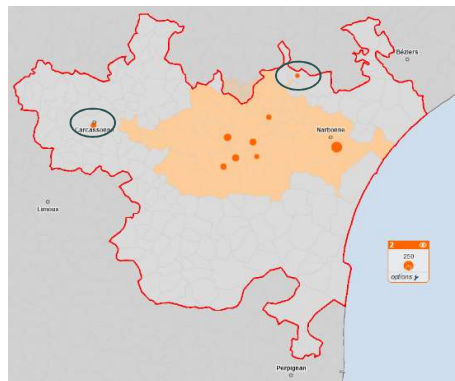 Béziers
Carcassonne
Narbonne
Limoux
2
250
options
Perpignan